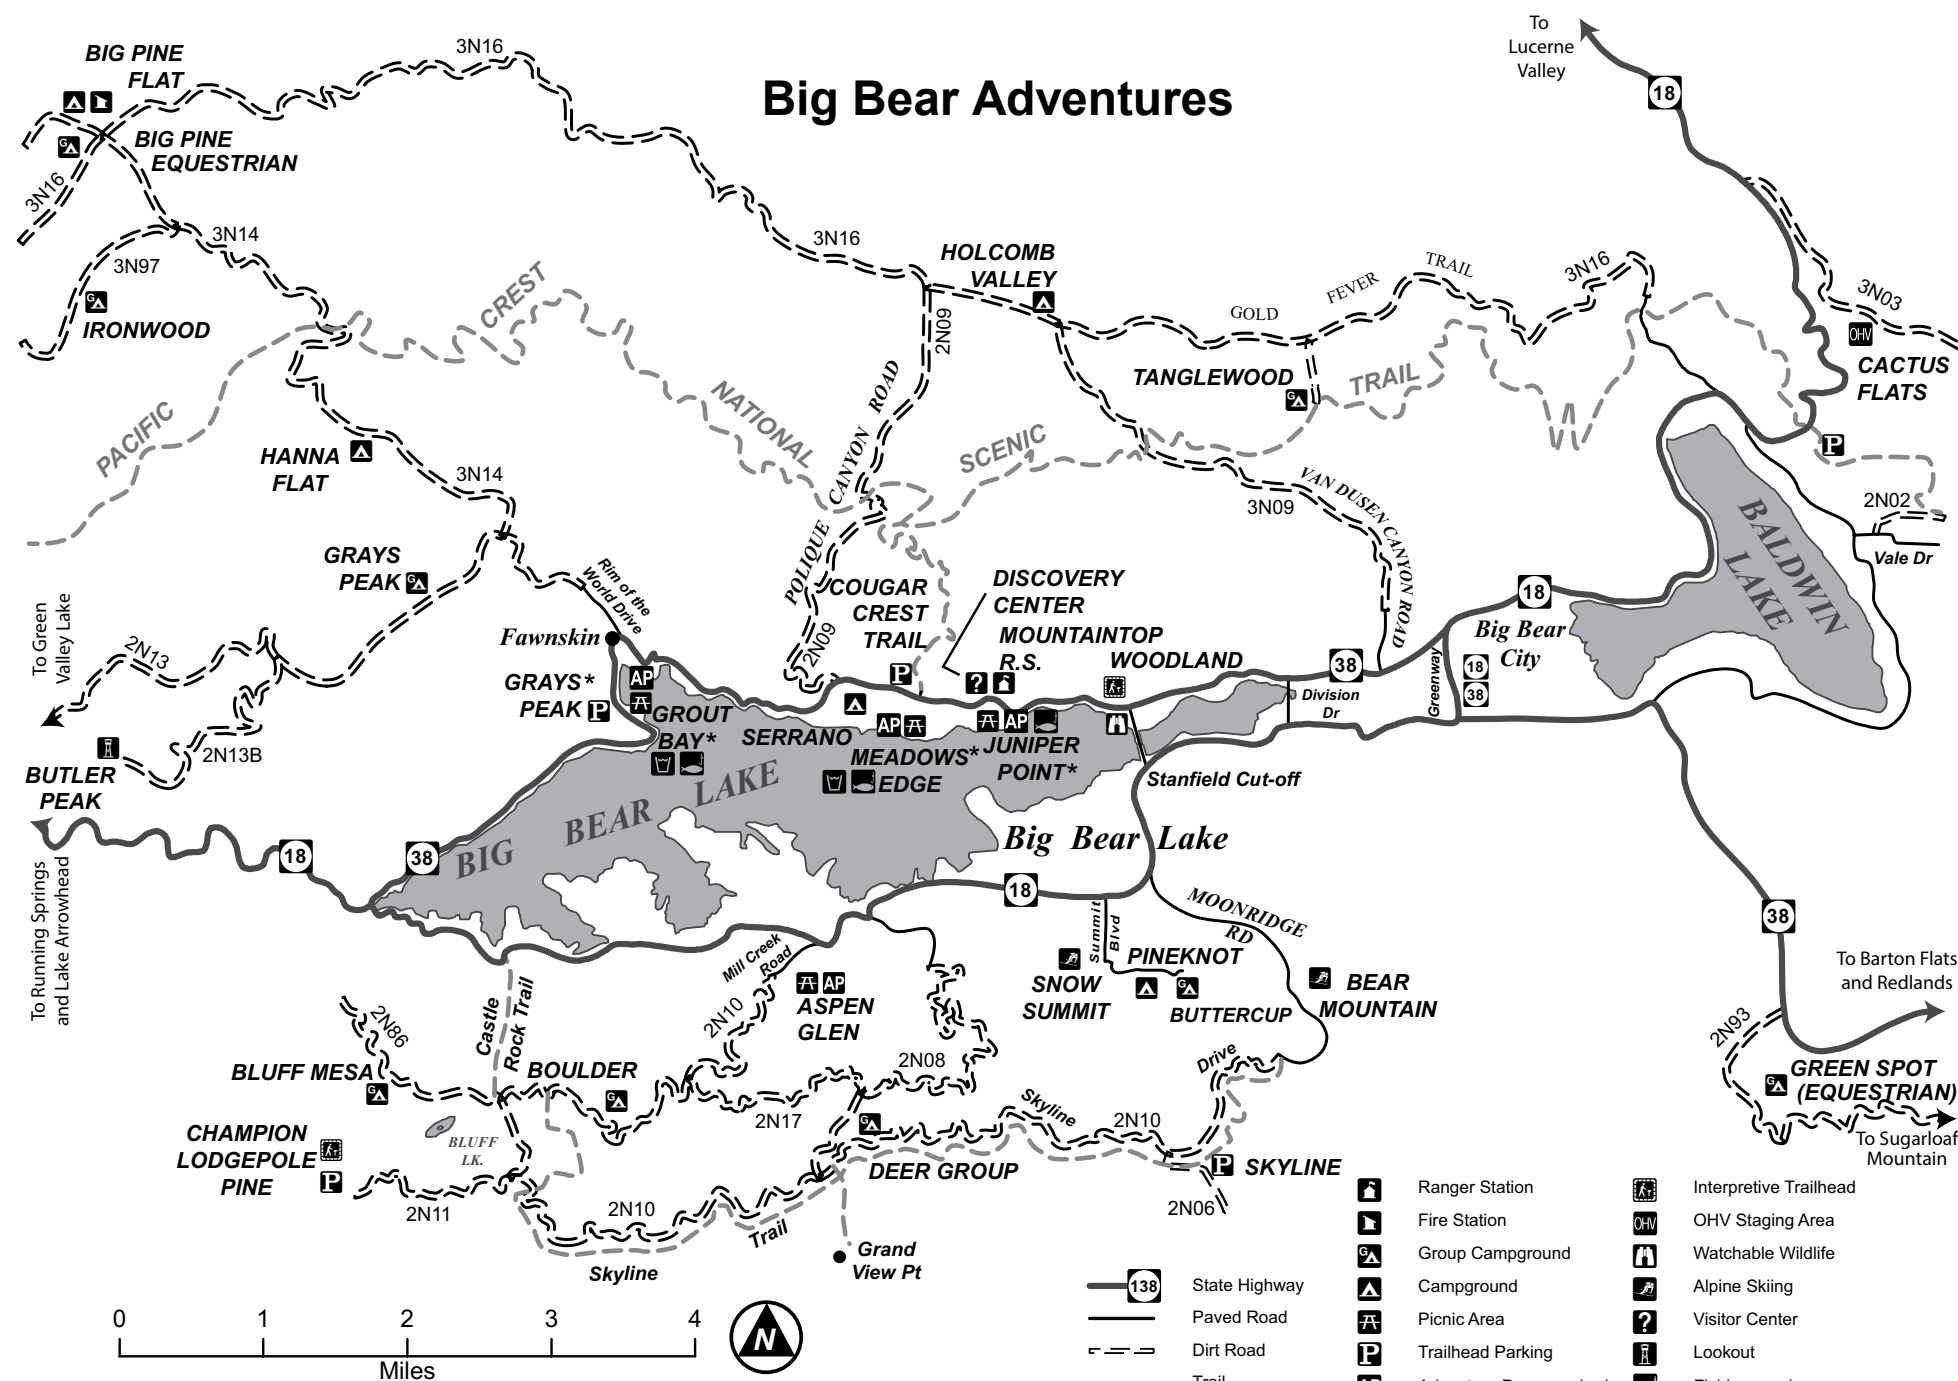 Big Bear Adventures
To
Lucerne
Valley
18
BIG PINE
FLAT
3N16
BIG PINE
EQUESTRIAN
3N16
3N14
3N97
IRONWOOD
3N16
HOLCOMB
VALLEY
GOLD
FEVER
TRAIL
3N16
3N03
OHV
CACTUS
FLATS
PACIFIC
CREST
NATIONAL
SCENIC
TRAIL
2N09
TANGLEWOOD
POLIQUE
CANYON
ROAD
HANNA
FLAT
3N14
3N09
VAN DUSEN CANYON ROAD
P
2N02
Vale Dr
BALDWIN
LAKE
GRAYS
PEAK
Rim of the
World Drive
To Green
Valley Lake
2N13
Fawnskin
2N09
COUGAR
CREST
TRAIL
P
DISCOVERY
CENTER
MOUNTAINTOP
R.S.
?
WOODLAND
38
18
Big Bear
City
18
38
Greenway
Division
Dr
GRAYS*
PEAK
P
AP
GROUT
BAY*
SERRANO
AP
MEADOWS*
EDGE
AP
JUNIPER
POINT*
Stanfield Cut-off
2N13B
BUTLER
PEAK
To Running Springs
and Lake Arrowhead
18
38
BIG
BEAR
LAKE
Big Bear Lake
18
MOONRIDGE
RD
Summit
Blvd
38
To Barton Flats
and Redlands
Mill Creek
Road
AP
ASPEN
GLEN
SNOW
SUMMIT
PINEKNOT
BUTTERCUP
BEAR
MOUNTAIN
2N86
Castle
Rock Trail
2N10
2N08
BLUFF MESA
BOULDER
2N17
Drive
2N93
GREEN SPOT
(EQUESTRIAN)
To Sugarloaf
Mountain
BLUFF
LK.
CHAMPION
LODGEPOLE
PINE
P
2N11
Skyline
2N10
DEER GROUP
P
SKYLINE
2N06
2N10
Trail
Skyline
Grand
View Pt
0 1 2 3 4
Miles
N
138 State Highway
Paved Road
Dirt Road
Trail
Ranger Station
Fire Station
G Group Campground
Campground
Picnic Area
P Trailhead Parking
Interpretive Trailhead
OHV OHV Staging Area
Watchable Wildlife
Alpine Skiing
? Visitor Center
Lookout